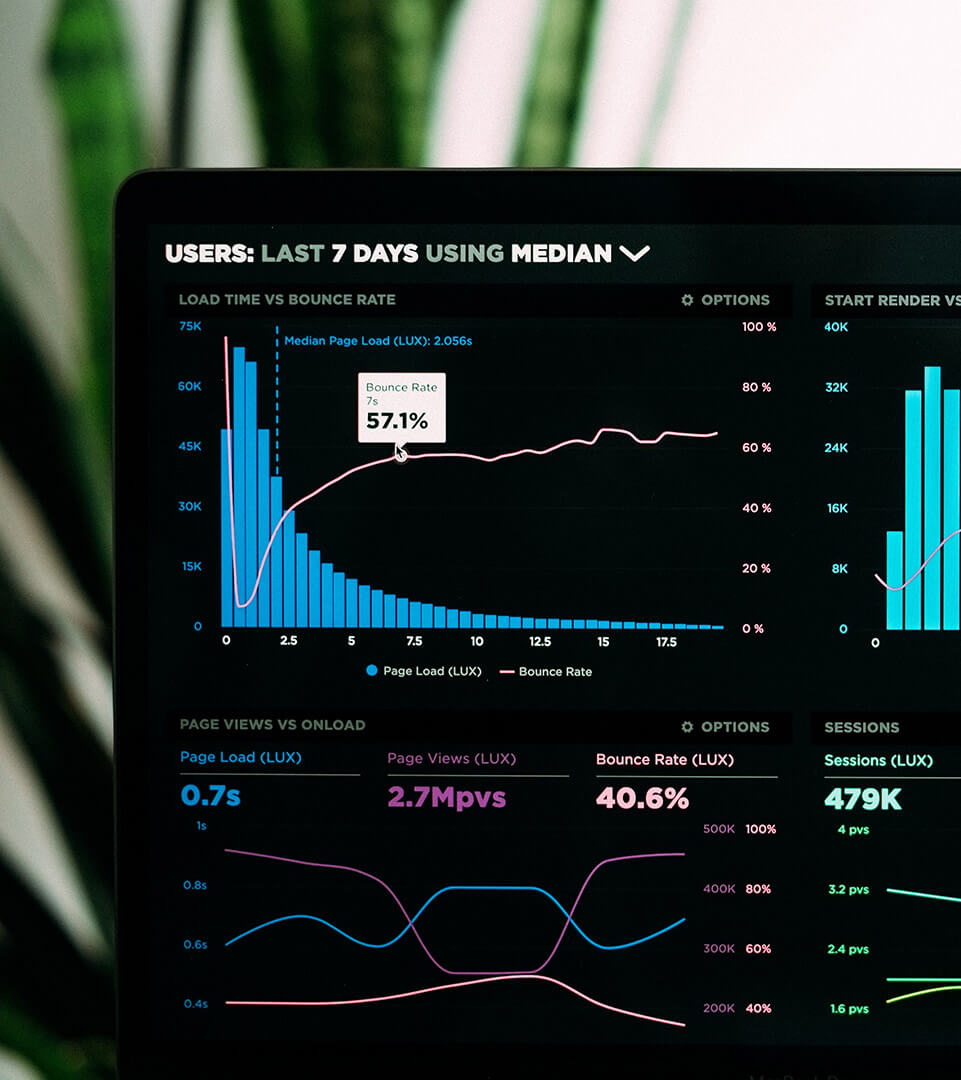 USERS: LAST 7 DAYS USING MEDIAN
LOAD TIME VS BOUNCE RATE
OPTIONS
75K
60K
45K
30K
15K
0
Median Page Load (LUX): 2.056s
Bounce Rate
7s
57.1%
100 %
80 %
60 %
40 %
20 %
0 %
0 2.5 5 7.5 10 12.5 15 17.5
Page Load (LUX) Bounce Rate
START RENDER VS
40K
32K
24K
16K
8K
0
0
PAGE VIEWS VS ONLOAD
OPTIONS
Page Load (LUX)
0.7s
Page Views (LUX)
2.7Mpvs
Bounce Rate (LUX)
40.6%
1s
0.8s
0.6s
0.4s
500K 100%
400K 80%
300K 60%
200K 40%
SESSIONS
Sessions (LUX)
479K
4 pvs
3.2 pvs
2.4 pvs
1.6 pvs